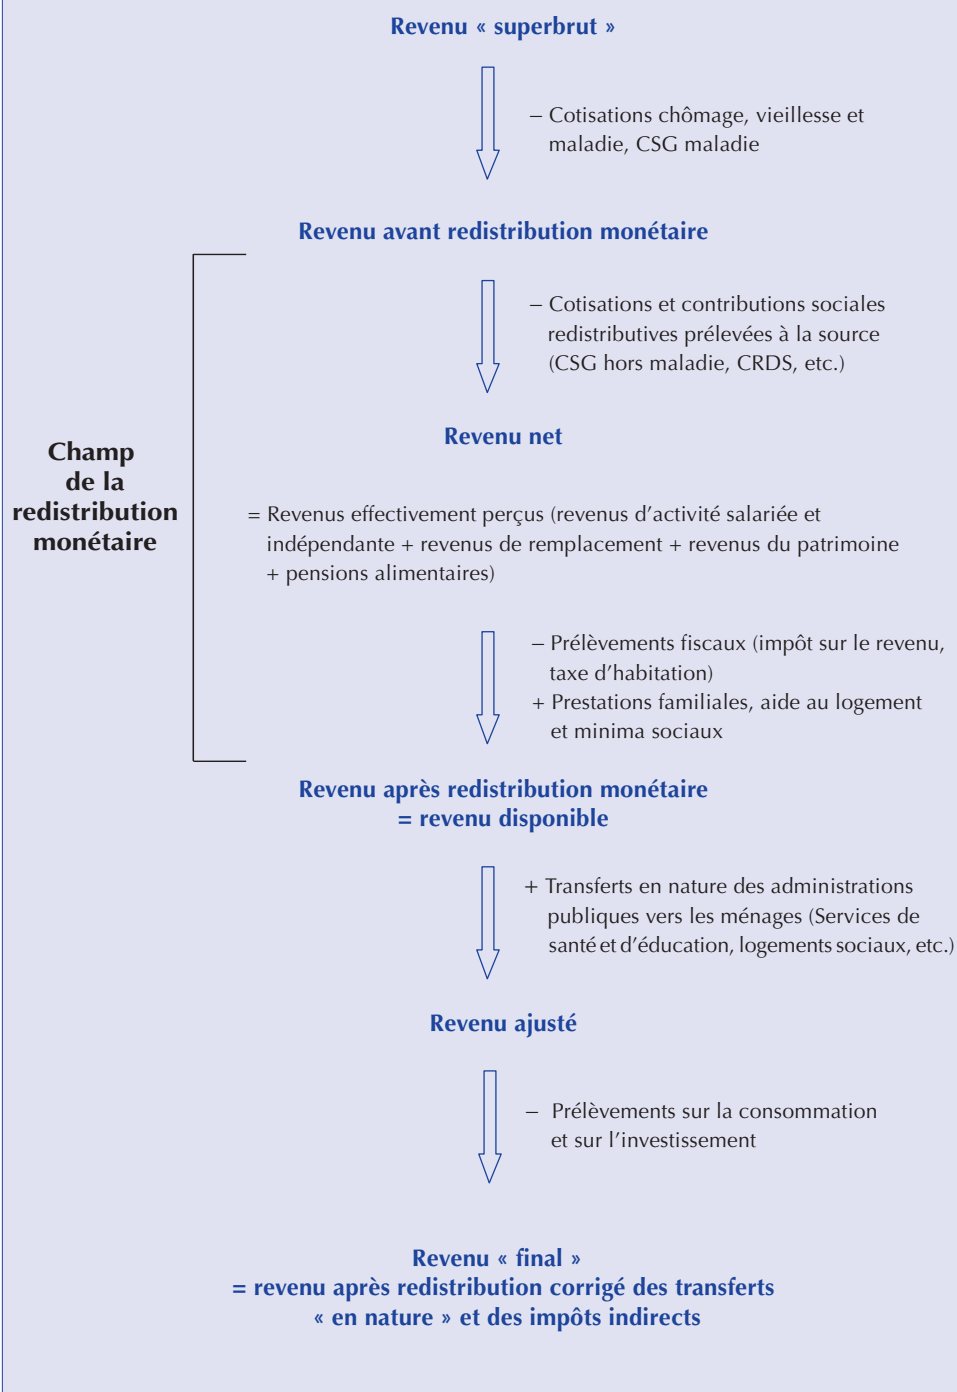 Revenu « superbrut »
– Cotisations chômage, vieillesse et
maladie, CSG maladie
Revenu avant redistribution monétaire
– Cotisations et contributions sociales
redistributives prélevées à la source
(CSG hors maladie, CRDS, etc.)
Revenu net
Champ
de la
redistribution
monétaire
= Revenus effectivement perçus (revenus d'activité salariée et
indépendante + revenus de remplacement + revenus du patrimoine
+ pensions alimentaires)
– Prélèvements fiscaux (impôt sur le revenu,
taxe d'habitation)
+ Prestations familiales, aide au logement
et minima sociaux
Revenu après redistribution monétaire
= revenu disponible
+ Transferts en nature des administrations
publiques vers les ménages (Services de
santé et d'éducation, logements sociaux, etc.)
Revenu ajusté
– Prélèvements sur la consommation
et sur l'investissement
Revenu « final »
= revenu après redistribution corrigé des transferts
« en nature » et des impôts indirects